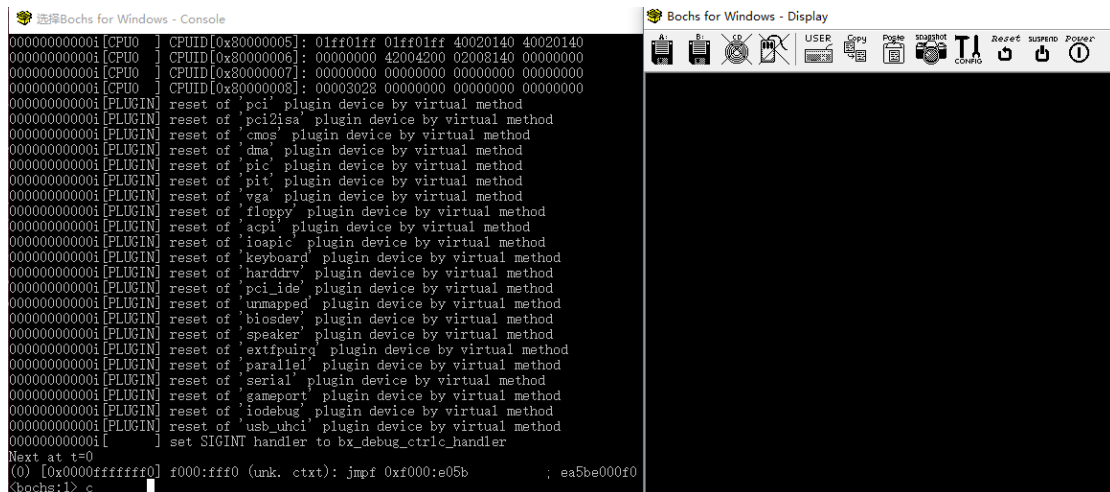 选择Bochs for Windows - Console
00000000000i[CPU0  ] CPUID[0x80000005]: 01ff01ff 01ff01ff 40020140 40020140
00000000000i[CPU0  ] CPUID[0x80000006]: 00000000 42004200 02008140 00000000
00000000000i[CPU0  ] CPUID[0x80000007]: 00000000 00000000 00000000 00000000
00000000000i[CPU0  ] CPUID[0x80000008]: 00003028 00000000 00000000 00000000
00000000000i[PLUGIN] reset of 'pci' plugin device by virtual method
00000000000i[PLUGIN] reset of 'pci2isa' plugin device by virtual method
00000000000i[PLUGIN] reset of 'cmos' plugin device by virtual method
00000000000i[PLUGIN] reset of 'dma' plugin device by virtual method
00000000000i[PLUGIN] reset of 'pic' plugin device by virtual method
00000000000i[PLUGIN] reset of 'pit' plugin device by virtual method
00000000000i[PLUGIN] reset of 'vga' plugin device by virtual method
00000000000i[PLUGIN] reset of 'floppy' plugin device by virtual method
00000000000i[PLUGIN] reset of 'acpi' plugin device by virtual method
00000000000i[PLUGIN] reset of 'ioapic' plugin device by virtual method
00000000000i[PLUGIN] reset of 'keyboard' plugin device by virtual method
00000000000i[PLUGIN] reset of 'harddrv' plugin device by virtual method
00000000000i[PLUGIN] reset of 'pci_ide' plugin device by virtual method
00000000000i[PLUGIN] reset of 'unmapped' plugin device by virtual method
00000000000i[PLUGIN] reset of 'biosdev' plugin device by virtual method
00000000000i[PLUGIN] reset of 'speaker' plugin device by virtual method
00000000000i[PLUGIN] reset of 'extfpuirq' plugin device by virtual method
00000000000i[PLUGIN] reset of 'parallel' plugin device by virtual method
00000000000i[PLUGIN] reset of 'serial' plugin device by virtual method
00000000000i[PLUGIN] reset of 'gameport' plugin device by virtual method
00000000000i[PLUGIN] reset of 'iodebug' plugin device by virtual method
00000000000i[PLUGIN] reset of 'usb_uhci' plugin device by virtual method
00000000000i[      ] set SIGINT handler to bx_debug_ctrlc_handler
Next at t=0
(0) [0x0000fffffff0] f000:fff0 (unk. ctxt): jmpf 0xf000:e05b          ; ea5be000f0
<bochs:1> c
Bochs for Windows - Display
A: B: CD USER Copy Paste snapshot CONFIG Reset SUSPEND Power